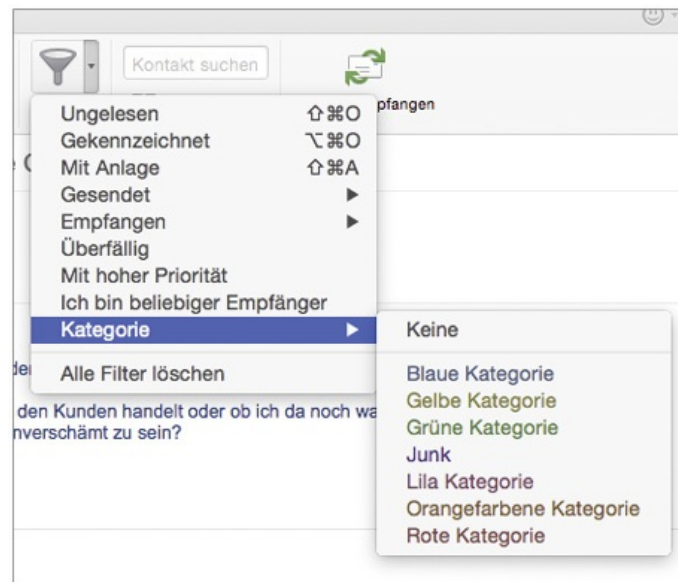 Kontakt suchen
pfangen
Ungelesen ⇧⌘O
Gekennzeichnet ⌥⌘O
Mit Anlage ⇧⌘A
Gesendet ▶
Empfangen ▶
Überfällig
Mit hoher Priorität
Ich bin beliebiger Empfänger
Kategorie ▶
Alle Filter löschen
Keine
Blaue Kategorie
Gelbe Kategorie
Grüne Kategorie
Junk
Lila Kategorie
Orangefarbene Kategorie
Rote Kategorie
den Kunden handelt oder ob ich da noch wa
nverschämt zu sein?